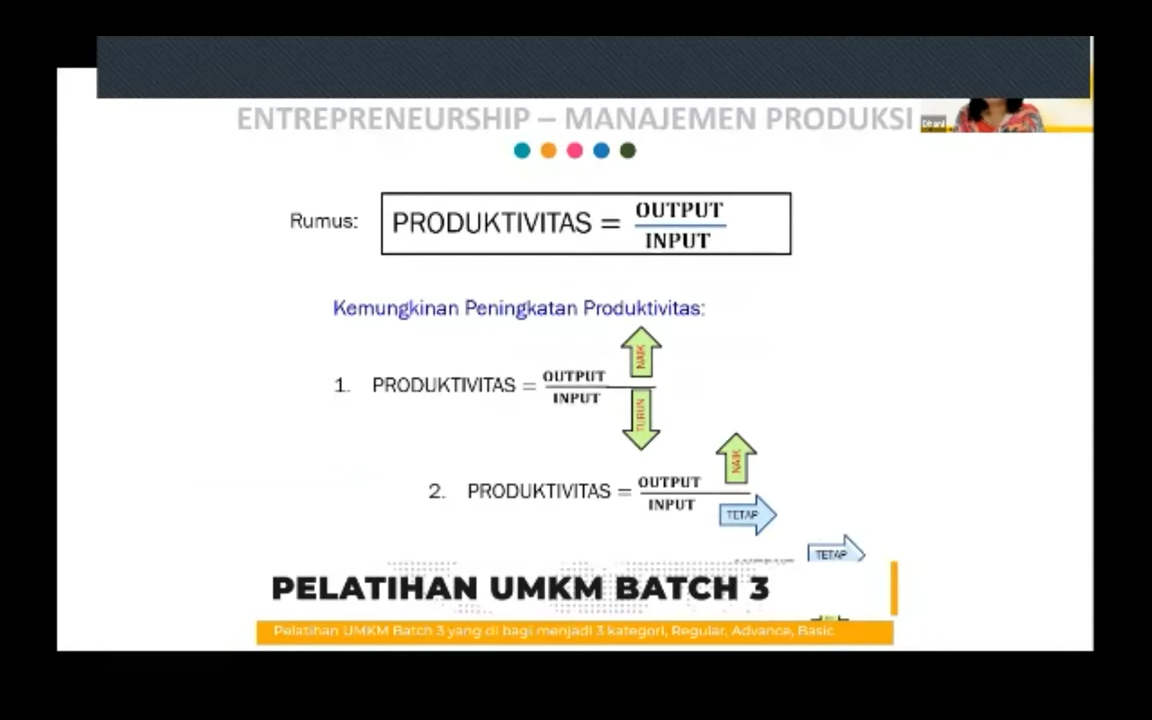 ENTREPRENEURSHIP – MANAJEMEN PRODUKSI
Dhani
Rumus: PRODUKTIVITAS = OUTPUT
INPUT
Kemungkinan Peningkatan Produktivitas:
NAIK
1. PRODUKTIVITAS = OUTPUT
INPUT
TURUN
NAIK
2. PRODUKTIVITAS = OUTPUT
INPUT
TETAP
TETAP
PELATIHAN UMKM BATCH 3
Pelatihan UMKM Batch 3 yang di bagi menjadi 3 kategori, Regular, Advance, Basic